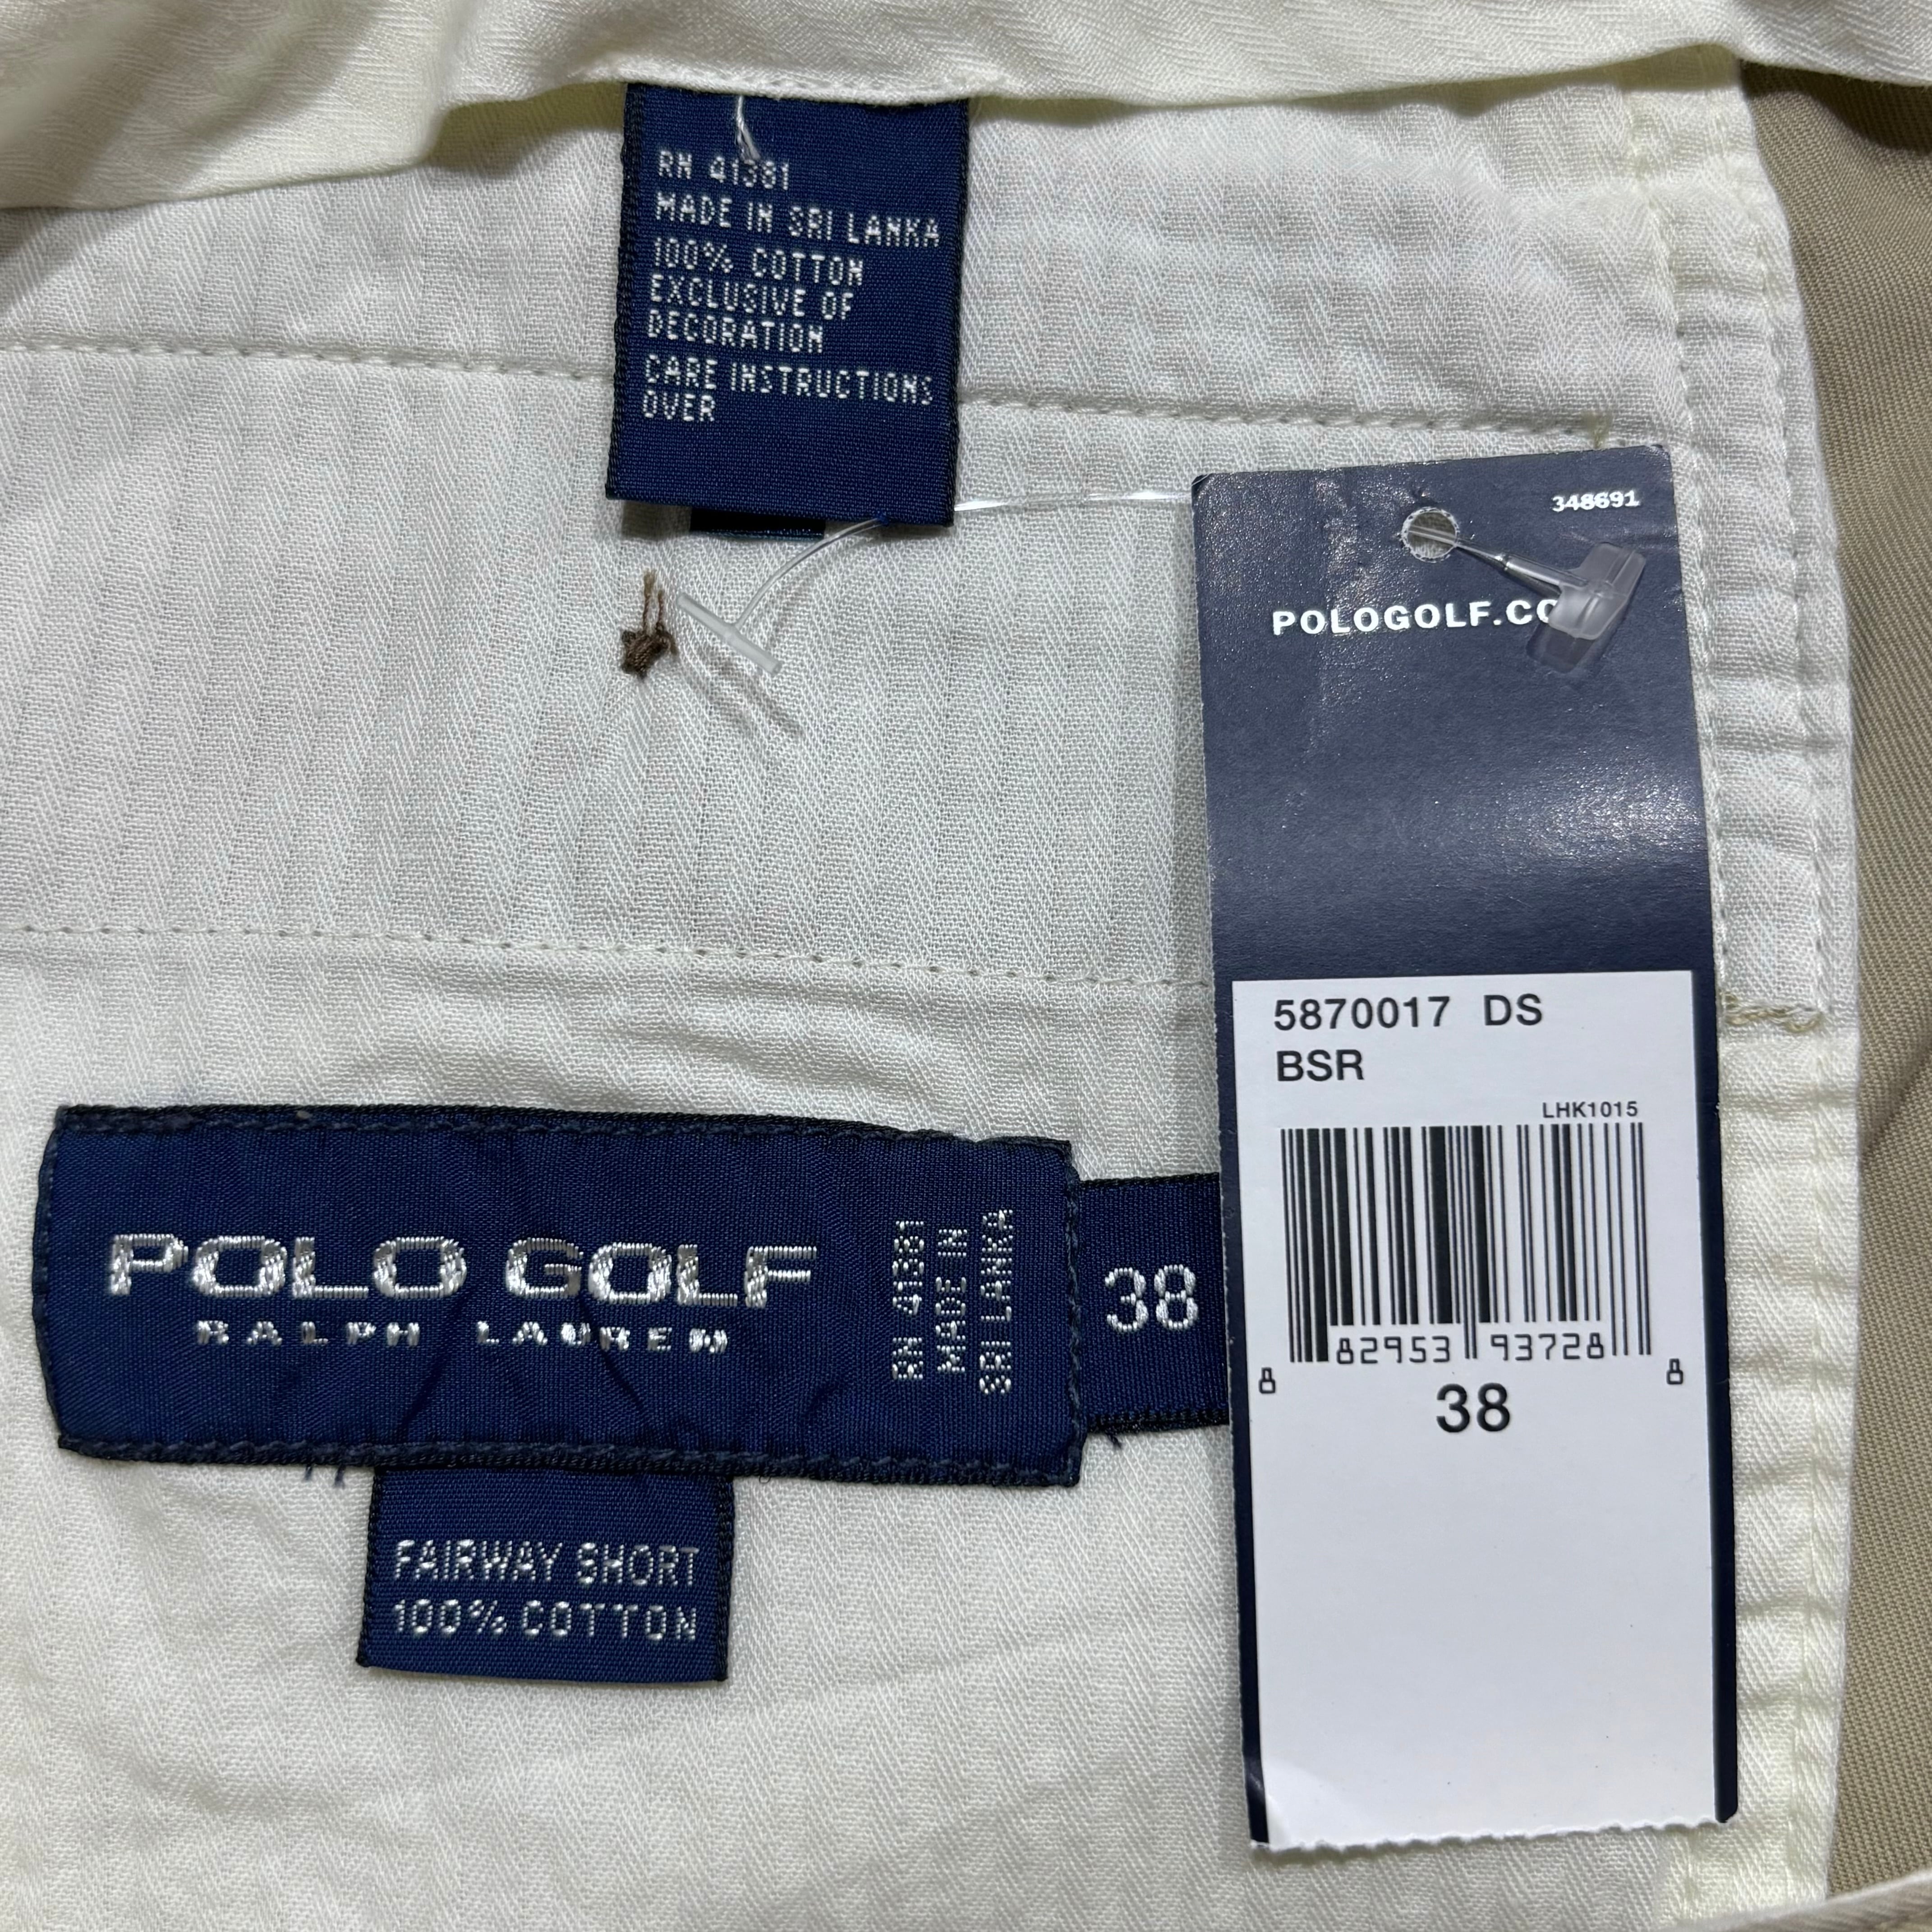 RN 41381
MADE IN SRI LANKA
100% COTTON
EXCLUSIVE OF
DECORATION
CARE INSTRUCTIONS
OVER
348691
POLOGOLF.CO
5870017 DS
BSR
LHK1015
8 82953 93728 8
38
POLO GOLF
RALPH LAUREN
RN 41381
MADE IN
SRI LANKA
38
FAIRWAY SHORT
100% COTTON